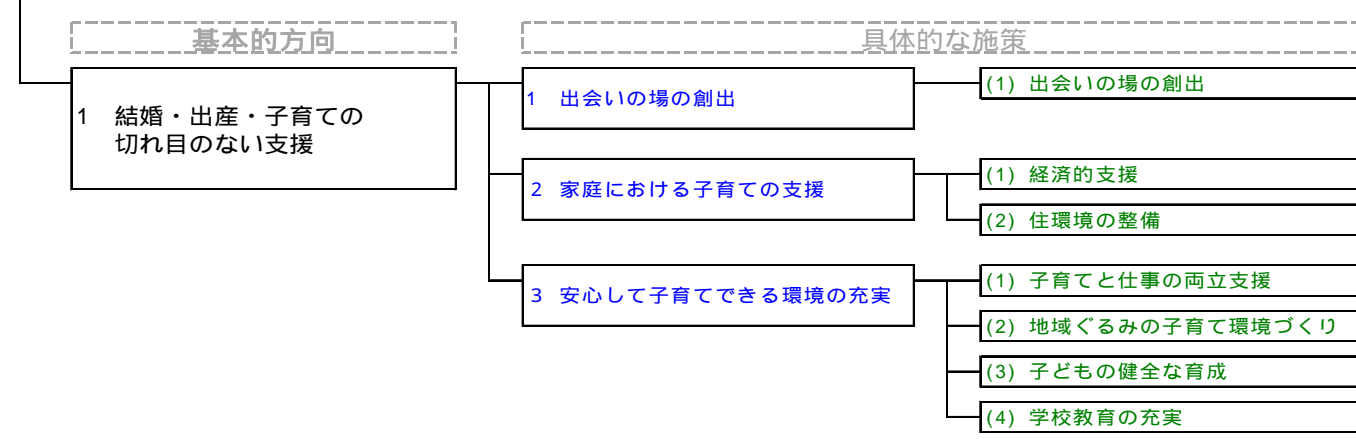 基本的方向
具体的な施策
1 結婚・出産・子育ての
切れ目のない支援
1 出会いの場の創出
(1) 出会いの場の創出
2 家庭における子育ての支援
(1) 経済的支援
(2) 住環境の整備
3 安心して子育てできる環境の充実
(1) 子育てと仕事の両立支援
(2) 地域ぐるみの子育て環境づくり
(3) 子どもの健全な育成
(4) 学校教育の充実